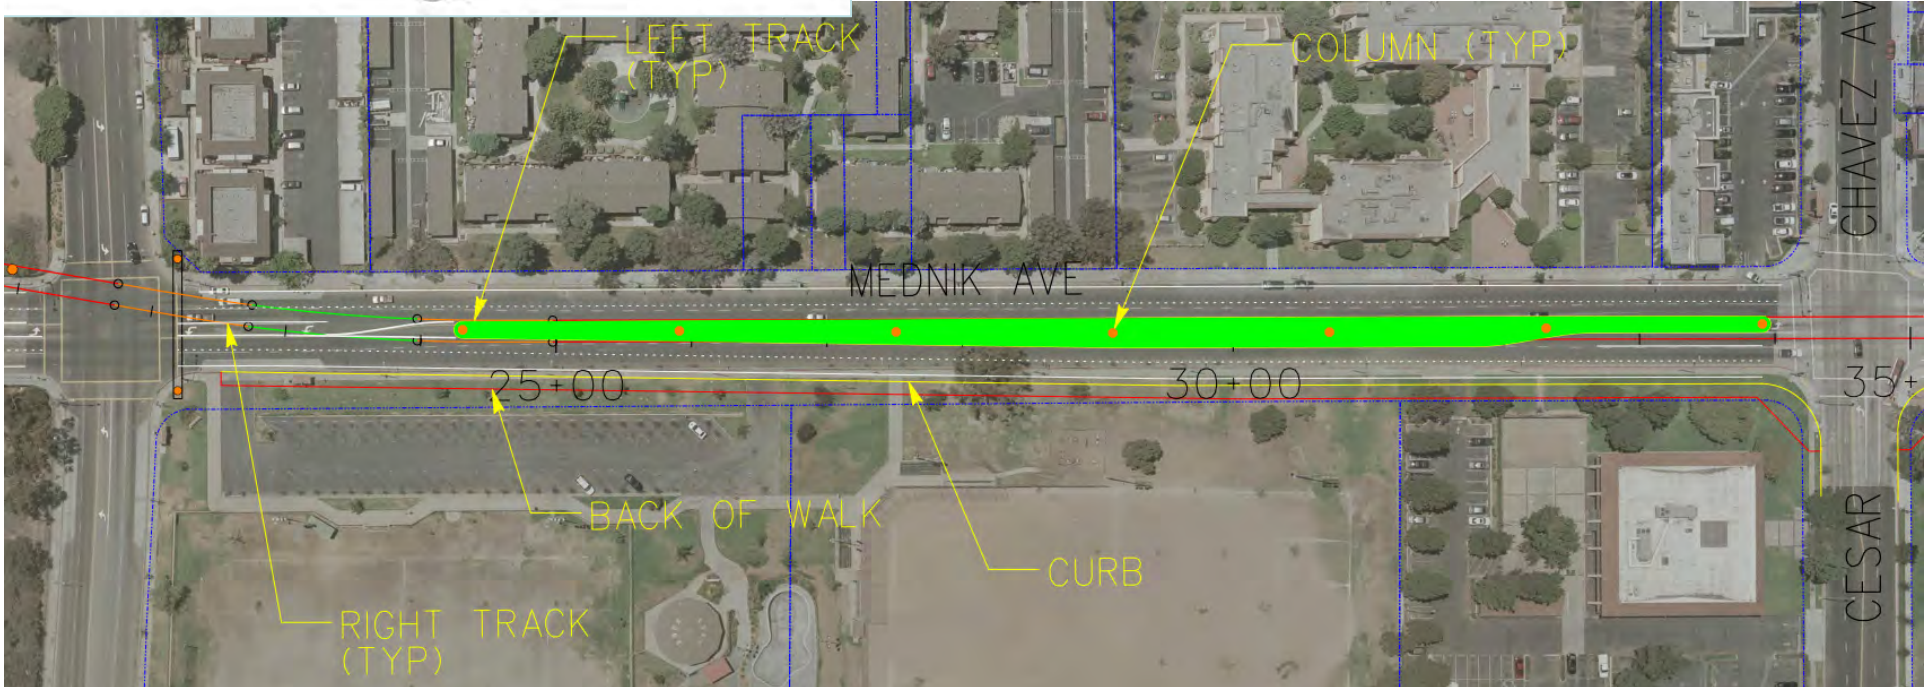 LEFT TRACK
(TYP)
COLUMN (TYP)
CHAVEZ AV
MEDNIK AVE
25+00
30+00
35+
BACK OF WALK
CURB
CESAR
RIGHT TRACK
(TYP)